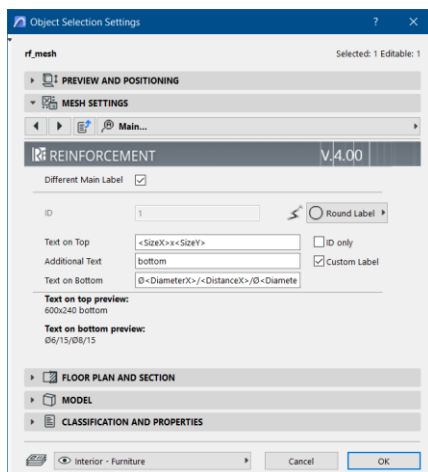 Object Selection Settings
rf_mesh Selected: 1 Editable: 1
PREVIEW AND POSITIONING
MESH SETTINGS
Main...
REINFORCEMENT V.4.00
Different Main Label
ID 1 Round Label
Text on Top <SizeX>x<SizeY> ID only
Additional Text bottom Custom Label
Text on Bottom Ø<DiameterX>/<DistanceX>/Ø<Diamete
Text on top preview:
600x240 bottom
Text on bottom preview:
Ø6/15/Ø8/15
FLOOR PLAN AND SECTION
MODEL
CLASSIFICATION AND PROPERTIES
Interior - Furniture Cancel OK